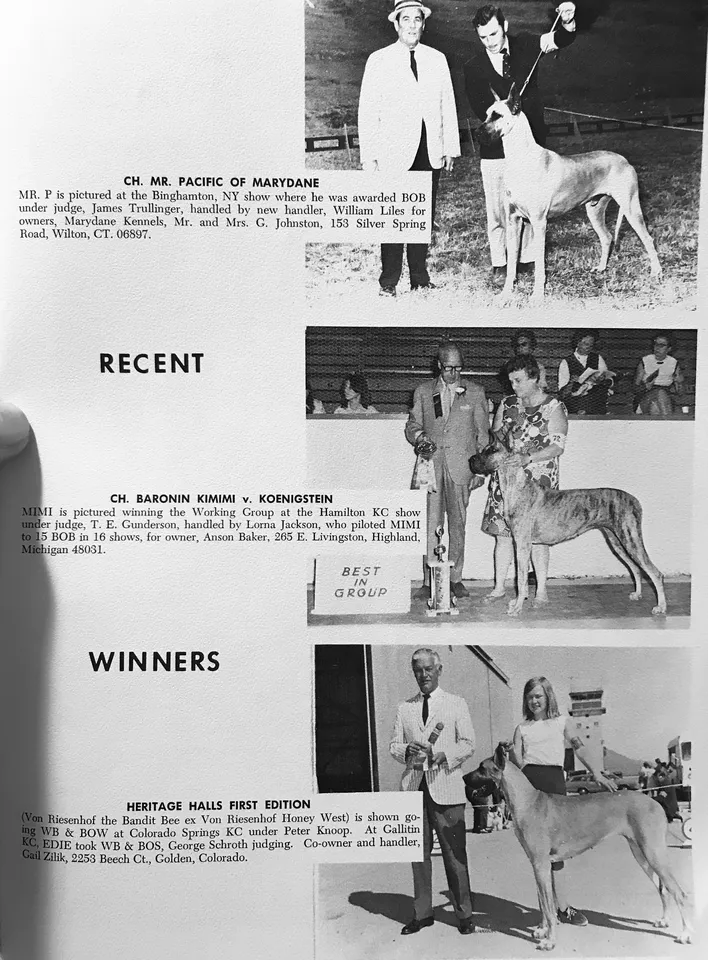 CH. MR. PACIFIC OF MARYDANE
MR. P is pictured at the Binghamton, NY show where he was awarded BOB
under judge, James Trullinger, handled by new handler, William Liles for
owners, Marydane Kennels, Mr. and Mrs. G. Johnston, 153 Silver Spring
Road, Wilton, CT. 06897.
RECENT
CH. BARONIN KIMIMI v. KOENIGSTEIN
MIMI is pictured winning the Working Group at the Hamilton KC show
under judge, T. E. Gunderson, handled by Lorna Jackson, who piloted MIMI
to 15 BOB in 16 shows, for owner, Anson Baker, 265 E. Livingston, Highland,
Michigan 48031.
BEST
IN
GROUP
WINNERS
HERITAGE HALLS FIRST EDITION
(Von Riesenhof the Bandit Bee ex Von Riesenhof Honey West) is shown go-
ing WB & BOW at Colorado Springs KC under Peter Knoop. At Gallitin
KC, EDIE took WB & BOS, George Schroth judging. Co-owner and handler,
Gail Zilik, 2253 Beech Ct., Golden, Colorado.